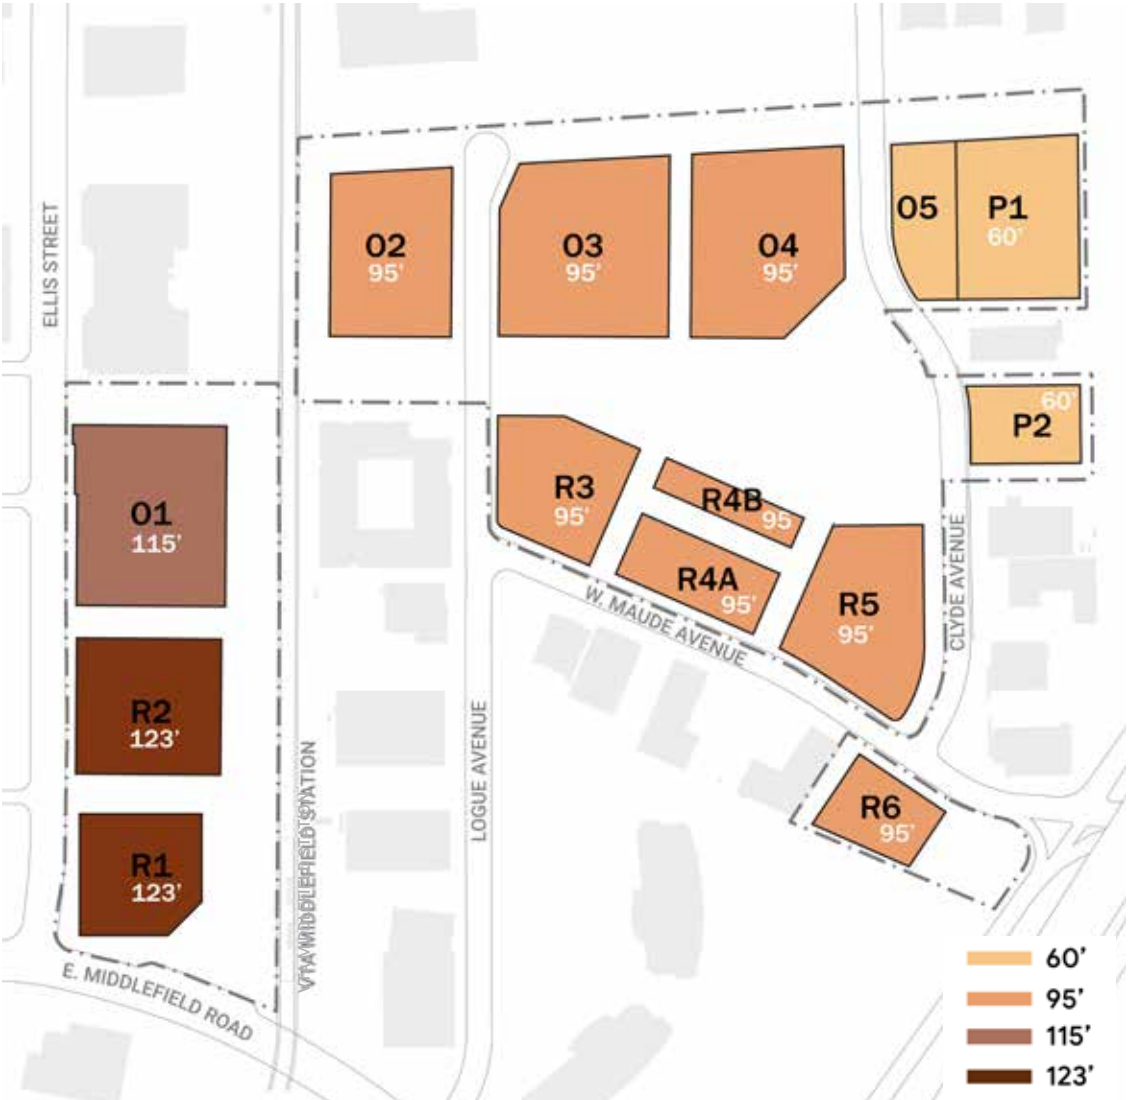 ELLIS STREET
O2
95'
O3
95'
O4
95'
O5
P1
60'
60'
P2
O1
115'
R3
95'
R4B
95
R4A
95'
R5
95'
W. MAUDE AVENUE
CLYDE AVENUE
R2
123'
LOGUE AVENUE
VTA MIDDLEFIELD STATION
R6
95'
R1
123'
E. MIDDLEFIELD ROAD
60'
95'
115'
123'